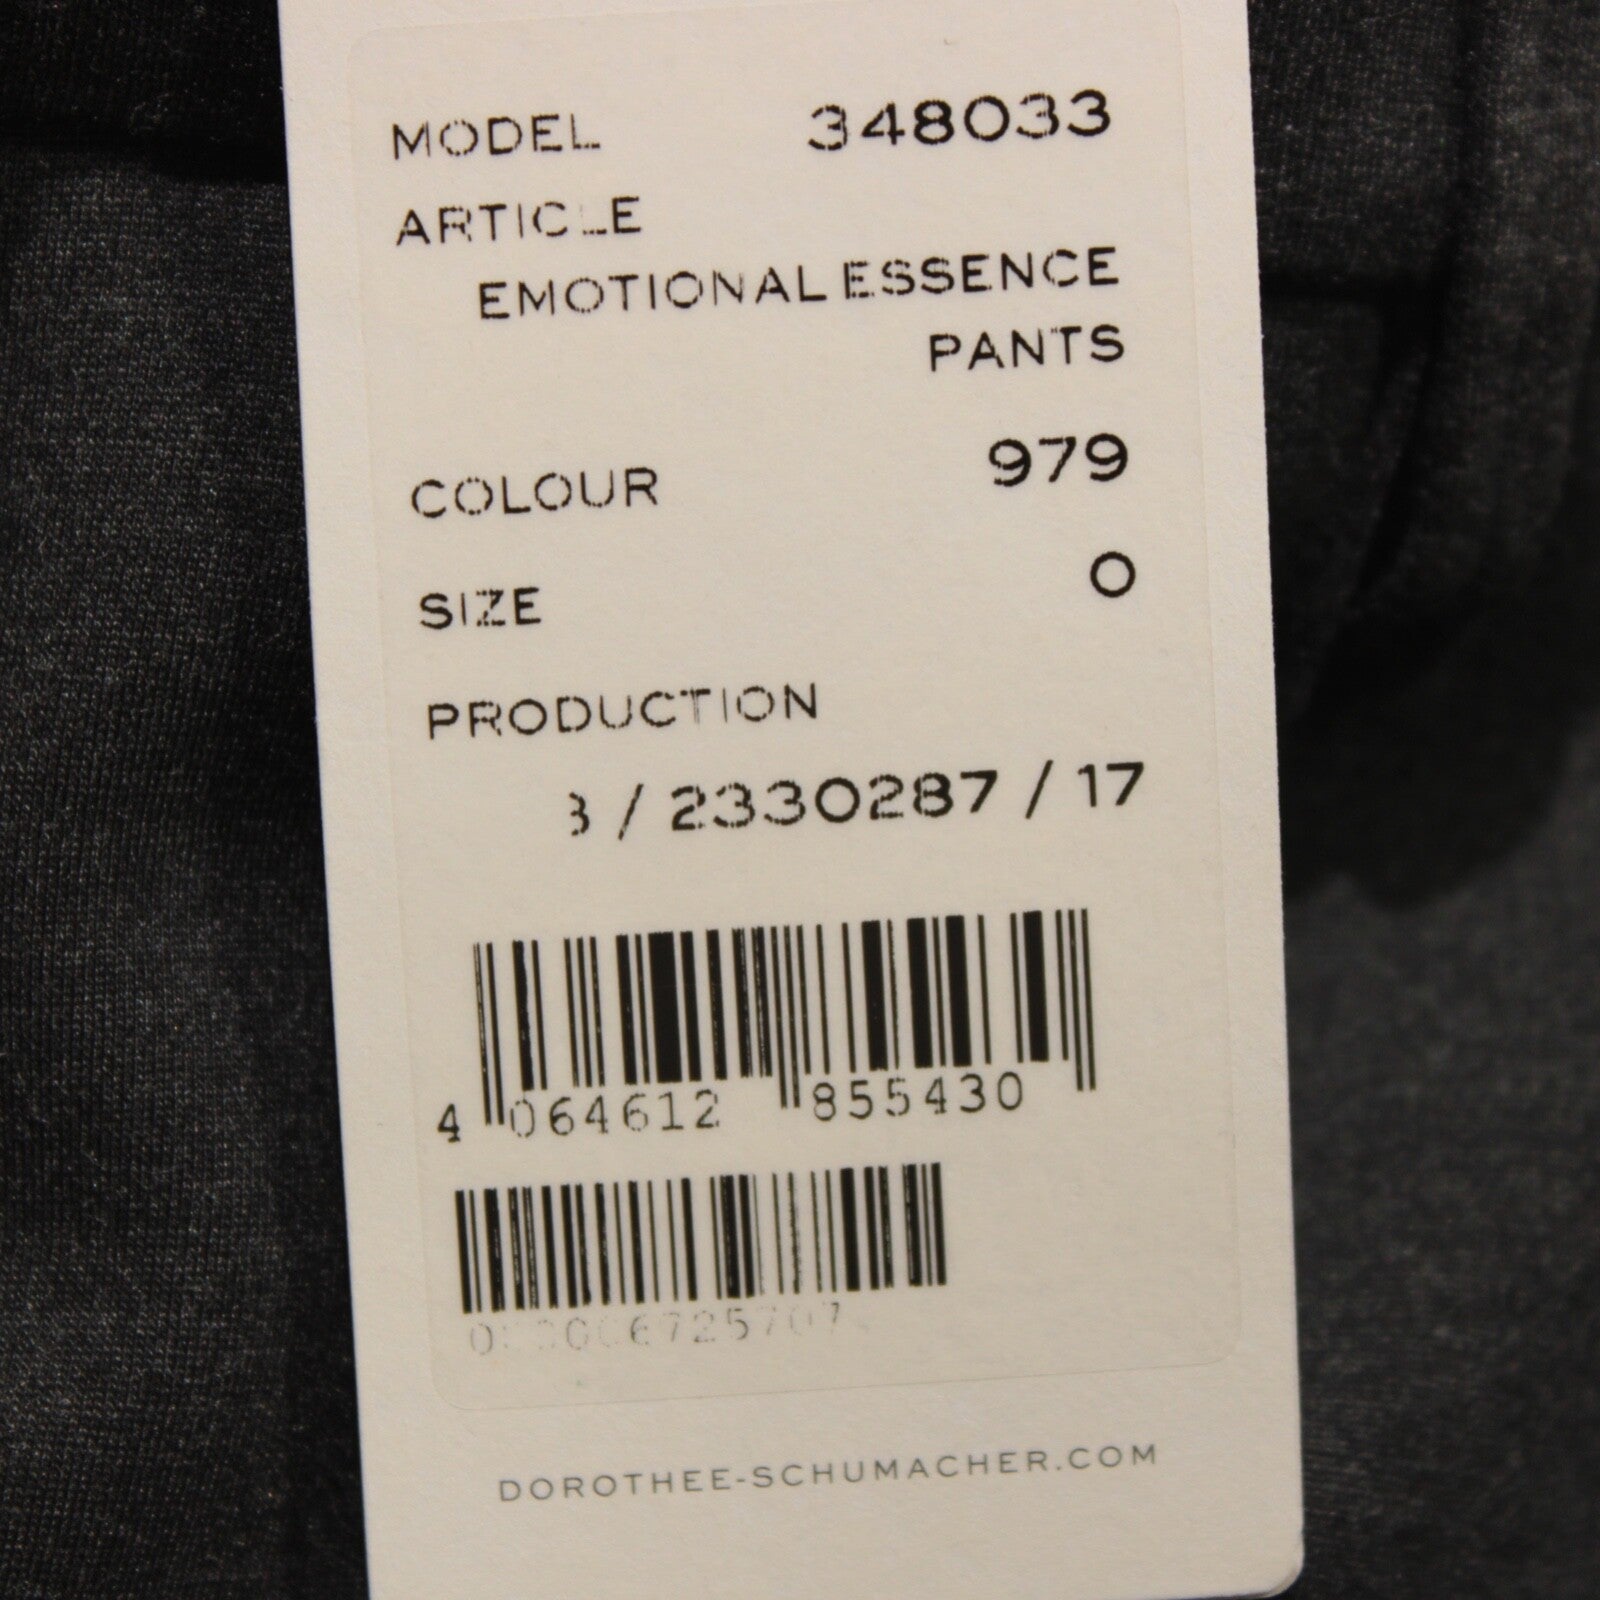 MODEL 348033
ARTICLE
EMOTIONAL ESSENCE
PANTS
COLOUR 979
SIZE 0
PRODUCTION
3 / 2330287 / 17
4 064612 855430
DOROTHEE-SCHUMACHER.COM